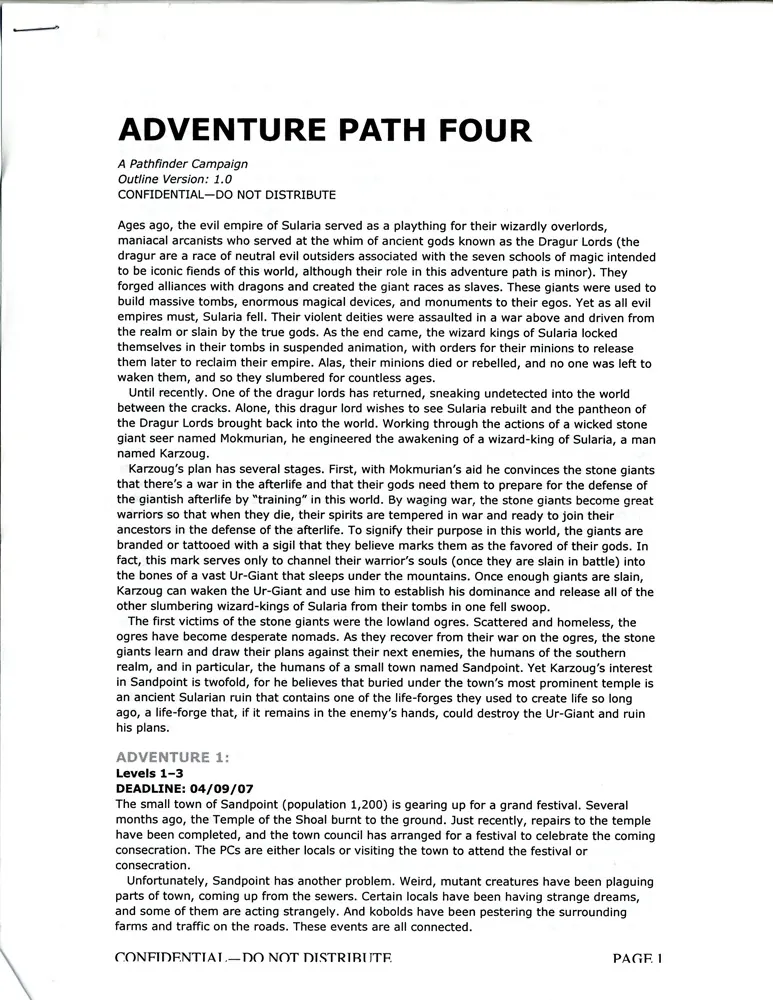 ADVENTURE PATH FOUR
A Pathfinder Campaign
Outline Version: 1.0
CONFIDENTIAL—DO NOT DISTRIBUTE
Ages ago, the evil empire of Sularia served as a plaything for their wizardly overlords,
maniacal arcanists who served at the whim of ancient gods known as the Dragur Lords (the
dragur are a race of neutral evil outsiders associated with the seven schools of magic intended
to be iconic fiends of this world, although their role in this adventure path is minor). They
forged alliances with dragons and created the giant races as slaves. These giants were used to
build massive tombs, enormous magical devices, and monuments to their egos. Yet as all evil
empires must, Sularia fell. Their violent deities were assaulted in a war above and driven from
the realm or slain by the true gods. As the end came, the wizard kings of Sularia locked
themselves in their tombs in suspended animation, with orders for their minions to release
them later to reclaim their empire. Alas, their minions died or rebelled, and no one was left to
waken them, and so they slumbered for countless ages.
Until recently. One of the dragur lords has returned, sneaking undetected into the world
between the cracks. Alone, this dragur lord wishes to see Sularia rebuilt and the pantheon of
the Dragur Lords brought back into the world. Working through the actions of a wicked stone
giant seer named Mokmurian, he engineered the awakening of a wizard-king of Sularia, a man
named Karzoug.
Karzoug's plan has several stages. First, with Mokmurian's aid he convinces the stone giants
that there's a war in the afterlife and that their gods need them to prepare for the defense of
the giantish afterlife by "training" in this world. By waging war, the stone giants become great
warriors so that when they die, their spirits are tempered in war and ready to join their
ancestors in the defense of the afterlife. To signify their purpose in this world, the giants are
branded or tattooed with a sigil that they believe marks them as the favored of their gods. In
fact, this mark serves only to channel their warrior's souls (once they are slain in battle) into
the bones of a vast Ur-Giant that sleeps under the mountains. Once enough giants are slain,
Karzoug can waken the Ur-Giant and use him to establish his dominance and release all of the
other slumbering wizard-kings of Sularia from their tombs in one fell swoop.
The first victims of the stone giants were the lowland ogres. Scattered and homeless, the
ogres have become desperate nomads. As they recover from their war on the ogres, the stone
giants learn and draw their plans against their next enemies, the humans of the southern
realm, and in particular, the humans of a small town named Sandpoint. Yet Karzoug's interest
in Sandpoint is twofold, for he believes that buried under the town's most prominent temple is
an ancient Sularian ruin that contains one of the life-forges they used to create life so long
ago, a life-forge that, if it remains in the enemy's hands, could destroy the Ur-Giant and ruin
his plans.
ADVENTURE 1:
Levels 1–3
DEADLINE: 04/09/07
The small town of Sandpoint (population 1,200) is gearing up for a grand festival. Several
months ago, the Temple of the Shoal burnt to the ground. Just recently, repairs to the temple
have been completed, and the town council has arranged for a festival to celebrate the coming
consecration. The PCs are either locals or visiting the town to attend the festival or
consecration.
Unfortunately, Sandpoint has another problem. Weird, mutant creatures have been plaguing
parts of town, coming up from the sewers. Certain locals have been having strange dreams,
and some of them are acting strangely. And kobolds have been pestering the surrounding
farms and traffic on the roads. These events are all connected.
CONFIDENTIAL—DO NOT DISTRIBUTE PAGE 1